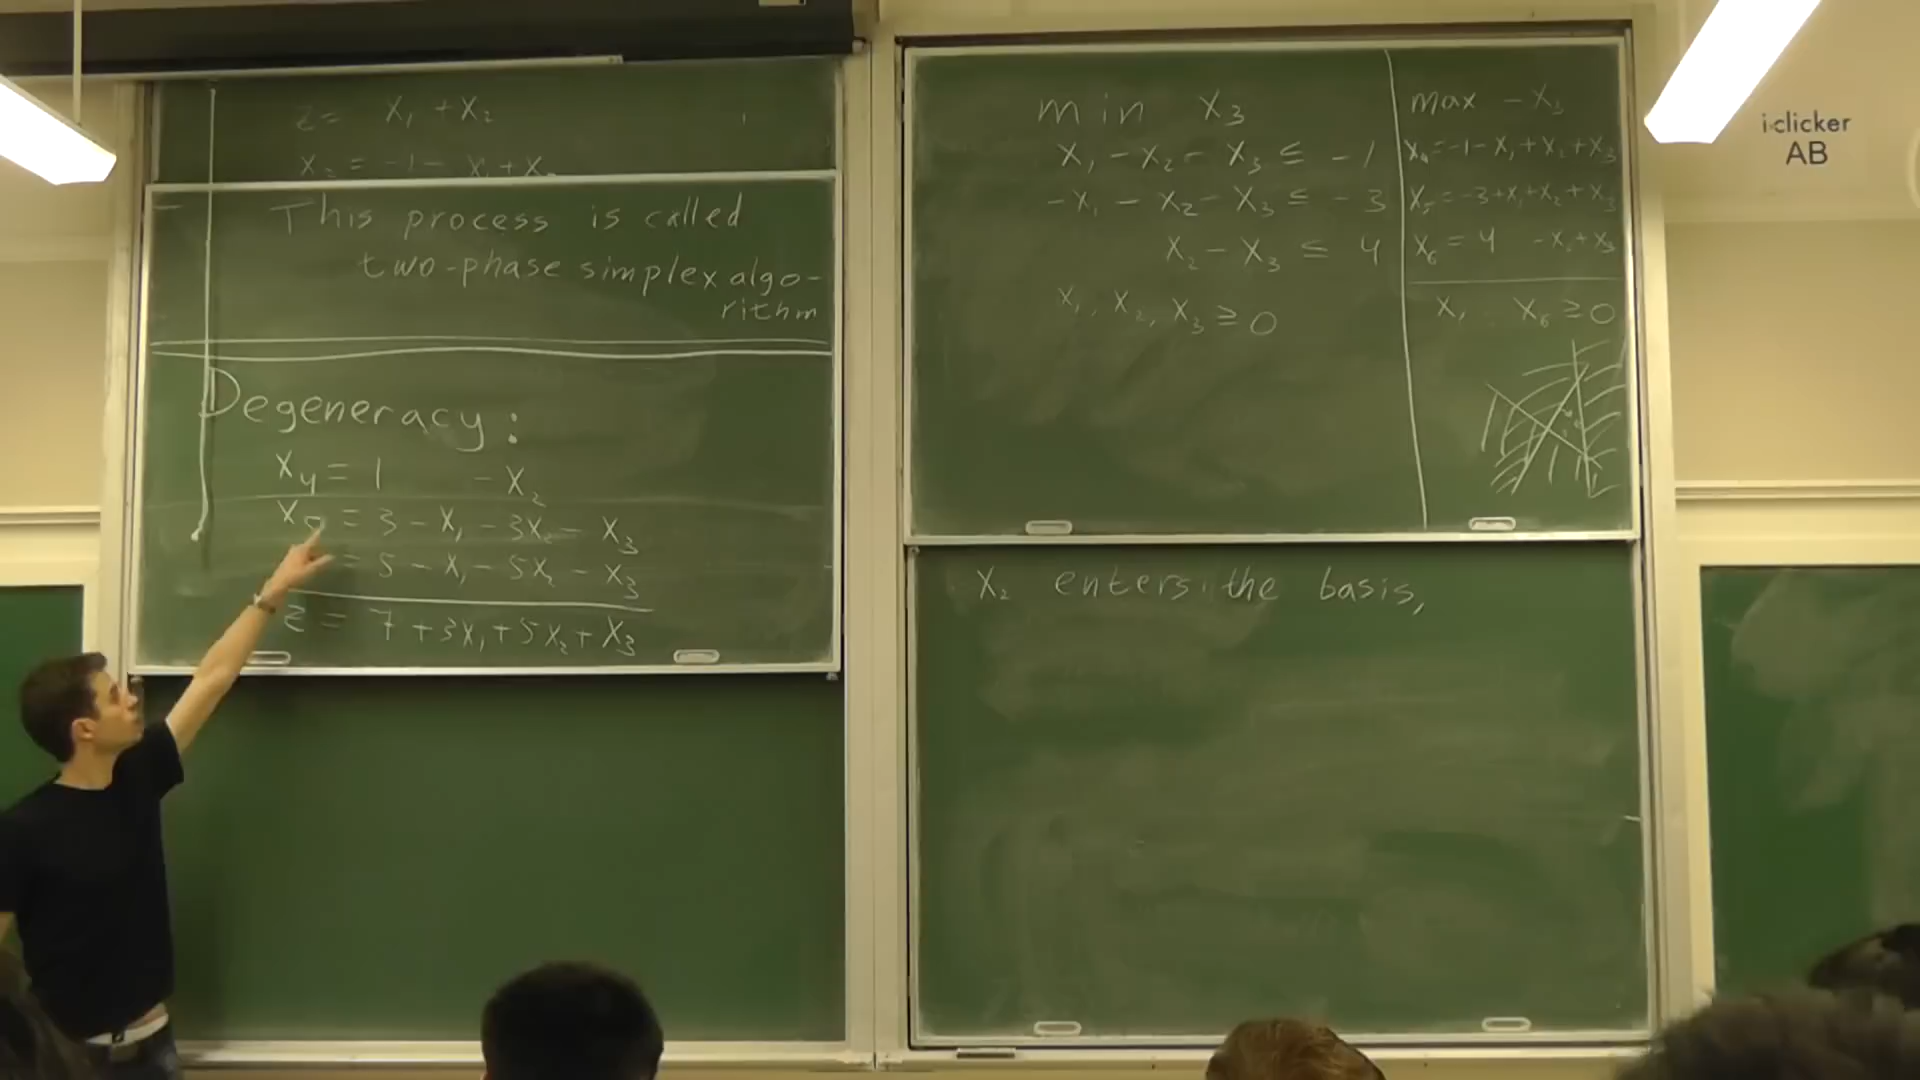 z = x₁ + x₂
= -1 - x₁ + x
This process is called
two-phase simplex algo-
rithm
Degeneracy:
x₄ = 1 - x₂
x₅ = 3 - x₁ - 3x₂ - x₃
= 5 - x₁ - 5x₂ - x₃
z = 7 + 3x₁ + 5x₂ + x₃
min x₃
x₁ - x₂ - x₃ ≤ -1
-x₁ - x₂ - x₃ ≤ -3
x₂ - x₃ ≤ 4
x₁, x₂, x₃ ≥ 0
max -x₃
x₄ = -1 - x₁ + x₂ + x₃
x₅ = -3 + x₁ + x₂ + x₃
x₆ = 4 - x₂ + x₃
x₁ .. x₆ ≥ 0
x₂ enters the basis,
i>clicker
AB